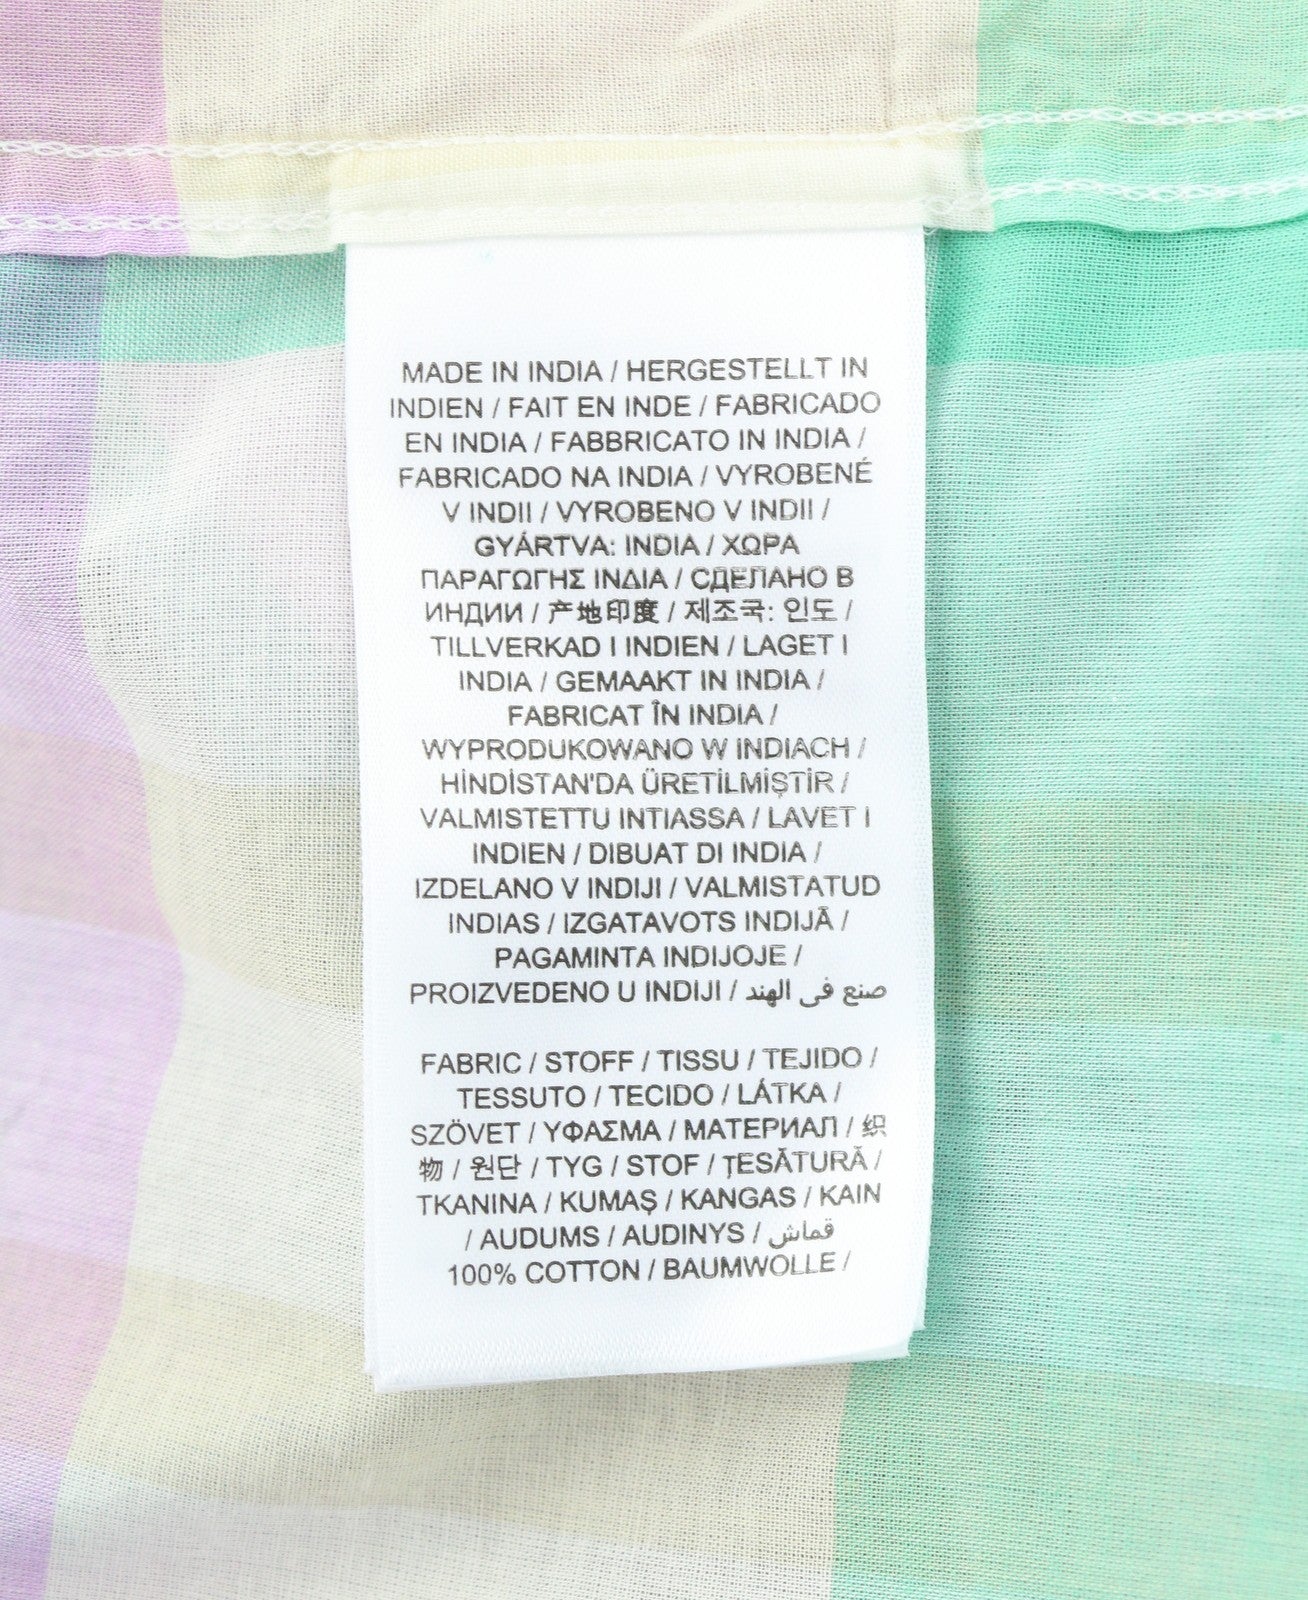 MADE IN INDIA / HERGESTELLT IN
INDIEN / FAIT EN INDE / FABRICADO
EN INDIA / FABBRICATO IN INDIA /
FABRICADO NA INDIA / VYROBENÉ
V INDII / VYROBENO V INDII /
GYÁRTVA: INDIA / ΧΩΡΑ
ΠΑΡΑΓΩΓΗΣ ΙΝΔΙΑ / СДЕЛАНО В
ИНДИИ / 产地印度 / 제조국: 인도 /
TILLVERKAD I INDIEN / LAGET I
INDIA / GEMAAKT IN INDIA /
FABRICAT ÎN INDIA /
WYPRODUKOWANO W INDIACH /
HİNDİSTAN'DA ÜRETİLMİŞTİR /
VALMISTETTU INTIASSA / LAVET I
INDIEN / DIBUAT DI INDIA /
IZDELANO V INDIJI / VALMISTATUD
INDIAS / IZGATAVOTS INDIJĀ /
PAGAMINTA INDIJOJE /
PROIZVEDENO U INDIJI / صنع في الهند
FABRIC / STOFF / TISSU / TEJIDO /
TESSUTO / TECIDO / LÁTKA /
SZÖVET / ΥΦΑΣΜΑ / МАТЕРИАЛ / 织
物 / 원단 / TYG / STOF / ŢESĂTURĂ /
TKANINA / KUMAŞ / KANGAS / KAIN
/ AUDUMS / AUDINYS / قماش
100% COTTON / BAUMWOLLE /